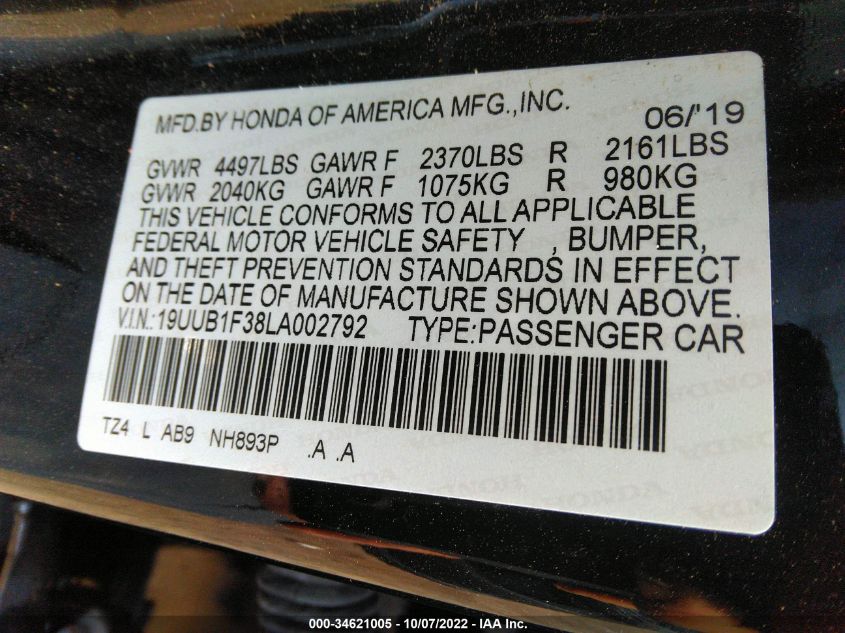 MFD.BY HONDA OF AMERICA MFG.,INC. 06/'19
GVWR 4497LBS GAWR F 2370LBS R 2161LBS
GVWR 2040KG GAWR F 1075KG R 980KG
THIS VEHICLE CONFORMS TO ALL APPLICABLE
FEDERAL MOTOR VEHICLE SAFETY , BUMPER,
AND THEFT PREVENTION STANDARDS IN EFFECT
ON THE DATE OF MANUFACTURE SHOWN ABOVE.
V.I.N.:19UUB1F38LA002792 TYPE:PASSENGER CAR
TZ4 L AB9 NH893P .A .A
000-34621005 | 10/07/2022 | IAA Inc.